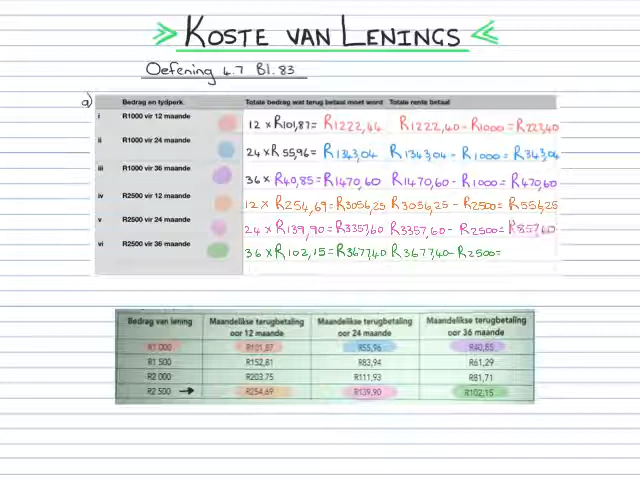 KOSTE VAN LENINGS
Oefening 4.7 Bl. 83
a)
Bedrag en tydperk Totale bedrag wat terug betaal moet word Totale rente betaal
i R1000 vir 12 maande 12 × R101,87 = R1222,44 R1222,40 - R1000 = R223,40
ii R1000 vir 24 maande 24 × R55,96 = R1343,04 R1343,04 - R1000 = R343,04
iii R1000 vir 36 maande 36 × R40,85 = R1470,60 R1470,60 - R1000 = R470,60
iv R2500 vir 12 maande 12 × R254,69 = R3056,25 R3056,25 - R2500 = R556,25
v R2500 vir 24 maande 24 × R139,90 = R3357,60 R3357,60 - R2500 = R857,60
vi R2500 vir 36 maande 36 × R102,15 = R3677,40 R3677,40 - R2500 =
Bedrag van lening Maandelikse terugbetaling oor 12 maande Maandelikse terugbetaling oor 24 maande Maandelikse terugbetaling oor 36 maande
R1 000 R101,87 R55,96 R40,85
R1 500 R152,81 R83,94 R61,29
R2 000 R203,75 R111,93 R81,71
R2 500 → R254,69 R139,90 R102,15